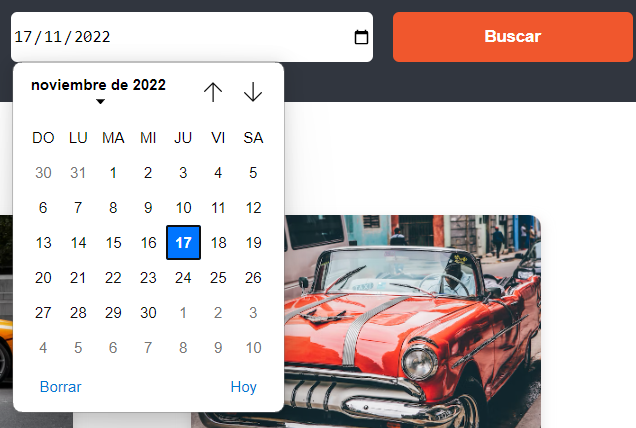 17/11/2022
Buscar
noviembre de 2022
DO LU MA MI JU VI SA
30 31 1 2 3 4 5
6 7 8 9 10 11 12
13 14 15 16 17 18 19
20 21 22 23 24 25 26
27 28 29 30 1 2 3
4 5 6 7 8 9 10
Borrar Hoy